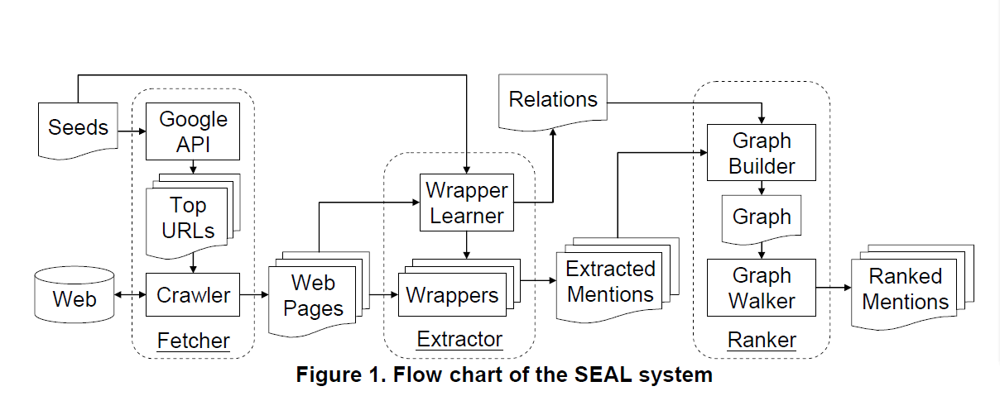 Seeds
Google
API
Top
URLs
Web
Crawler
Fetcher
Web
Pages
Wrapper
Learner
Wrappers
Extractor
Relations
Extracted
Mentions
Graph
Builder
Graph
Graph
Walker
Ranker
Ranked
Mentions
Figure 1. Flow chart of the SEAL system